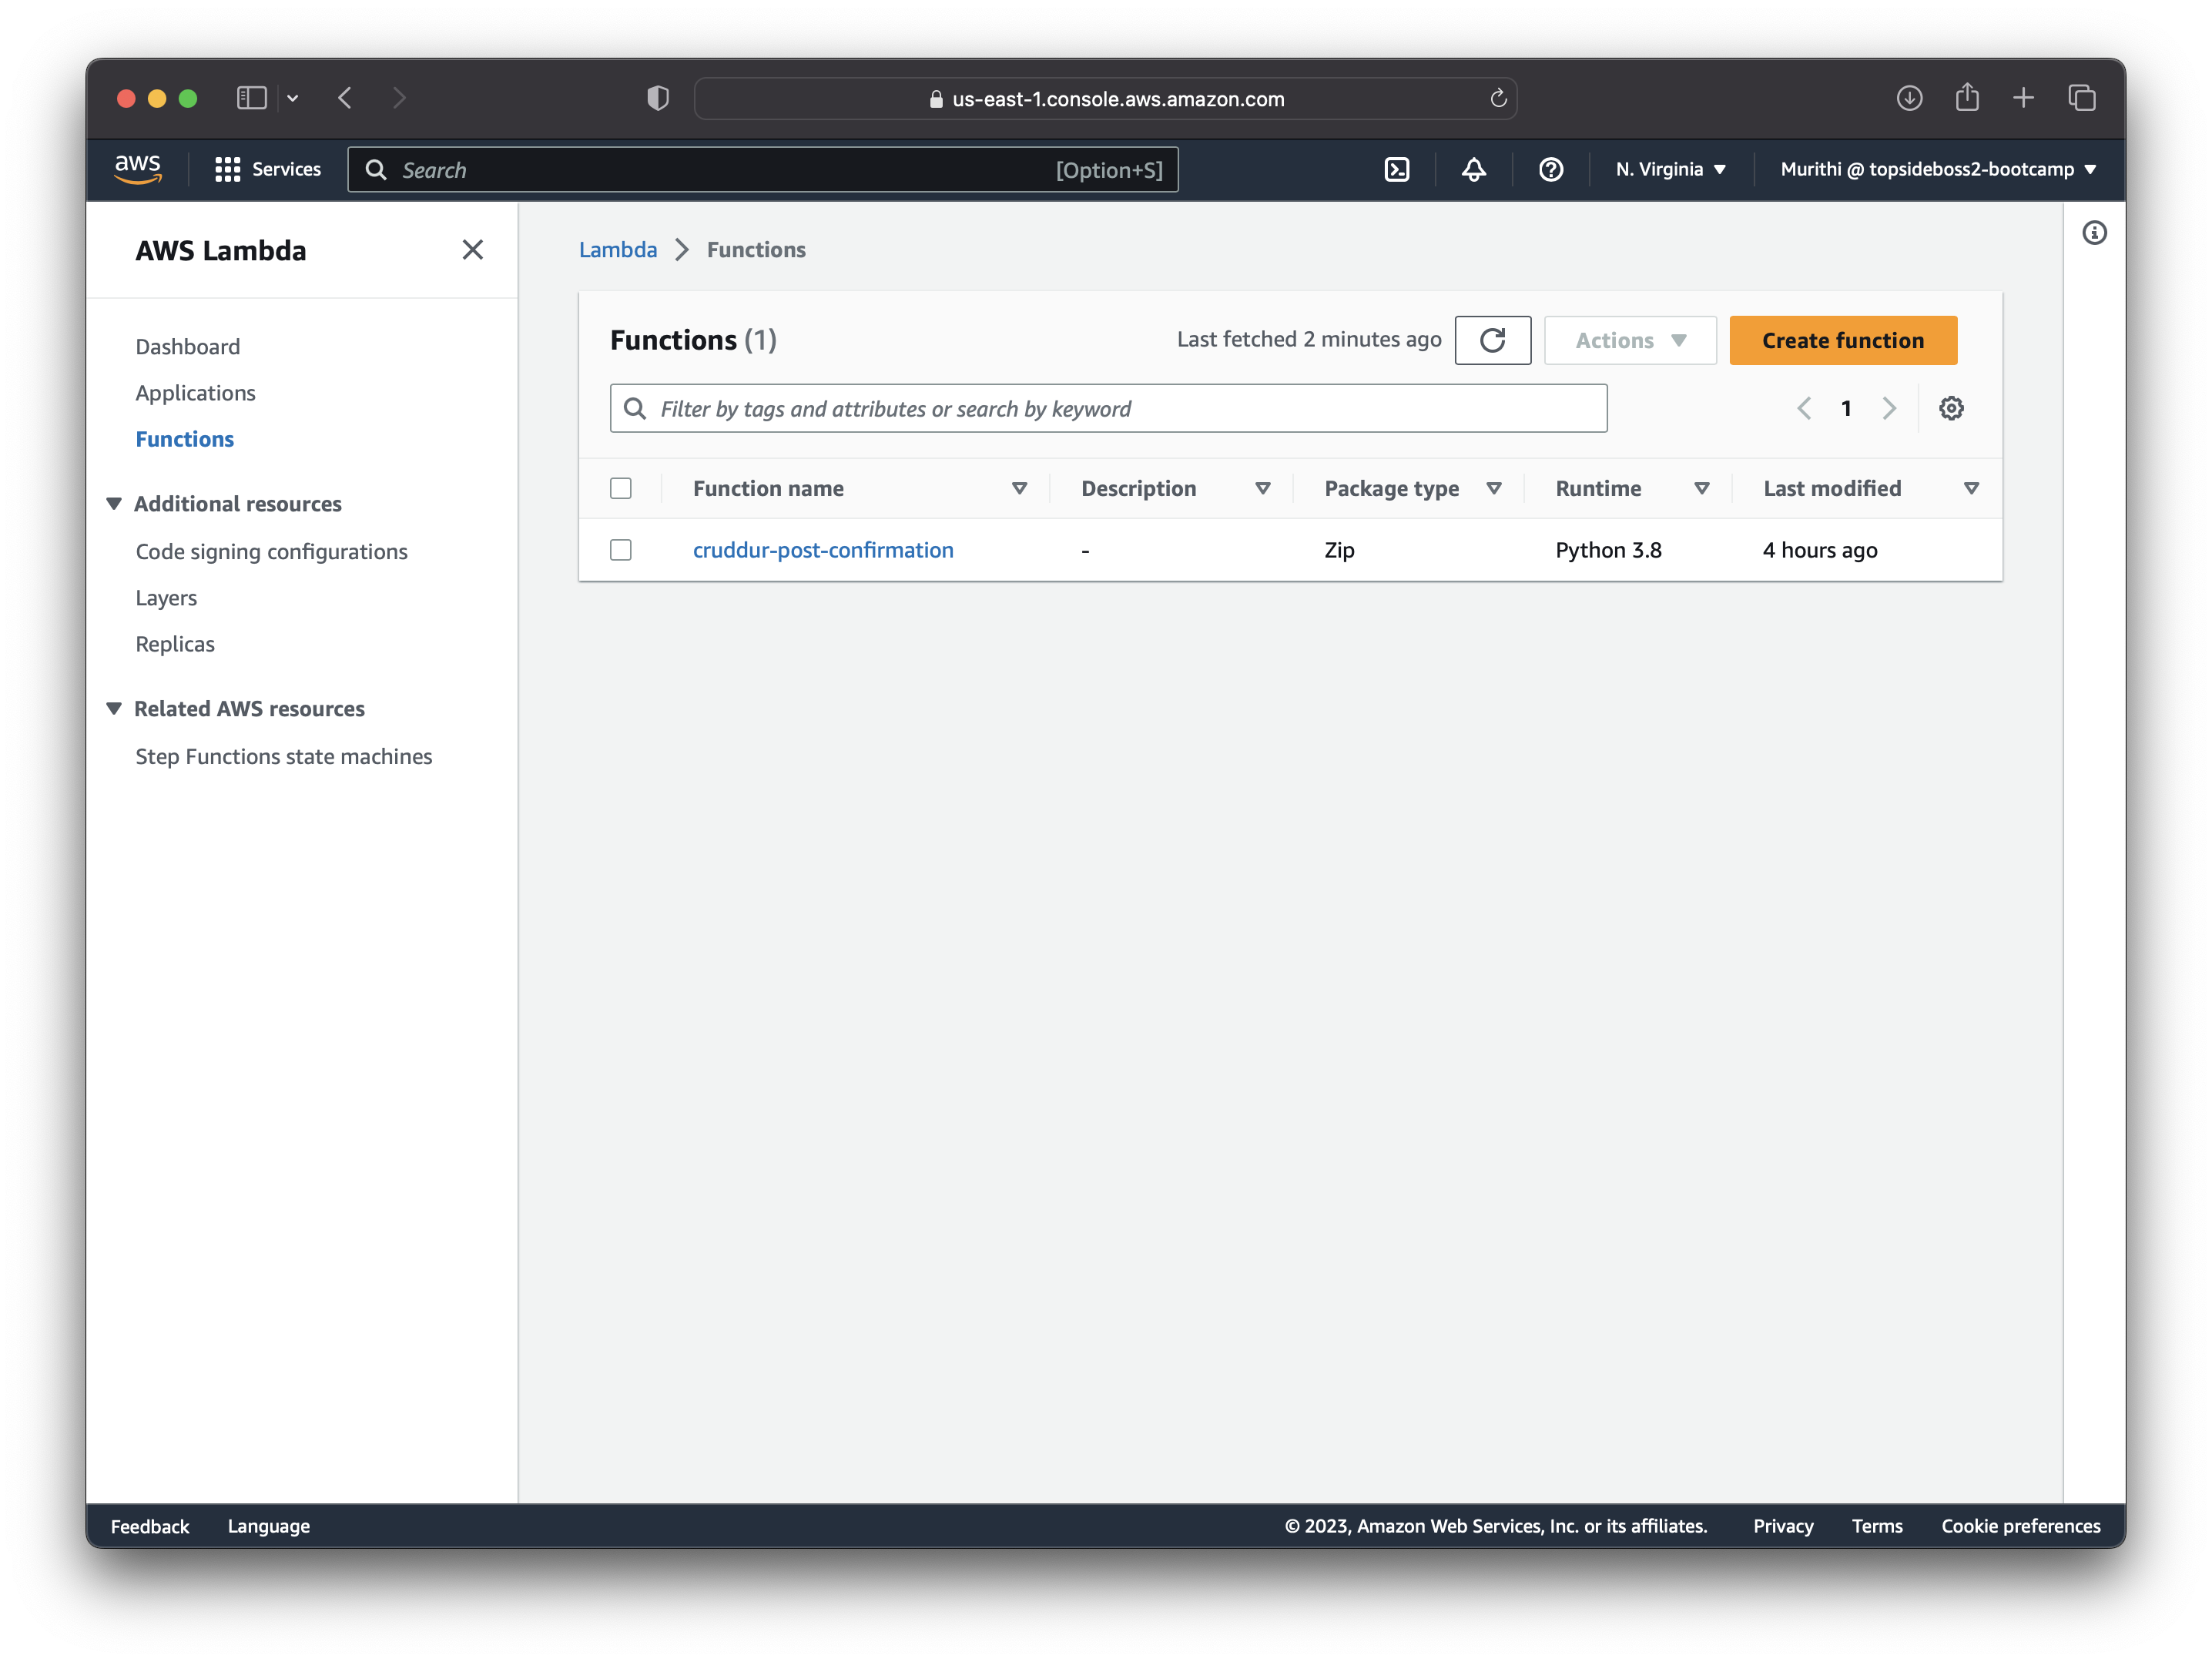 us-east-1.console.aws.amazon.com
aws
Services
Search
[Option+S]
N. Virginia
Murithi @ topsideboss2-bootcamp
AWS Lambda
Dashboard
Applications
Functions
Additional resources
Code signing configurations
Layers
Replicas
Related AWS resources
Step Functions state machines
Lambda
Functions
Functions (1)
Last fetched 2 minutes ago
Actions
Create function
Filter by tags and attributes or search by keyword
1
Function name
Description
Package type
Runtime
Last modified
cruddur-post-confirmation
-
Zip
Python 3.8
4 hours ago
Feedback
Language
© 2023, Amazon Web Services, Inc. or its affiliates.
Privacy
Terms
Cookie preferences